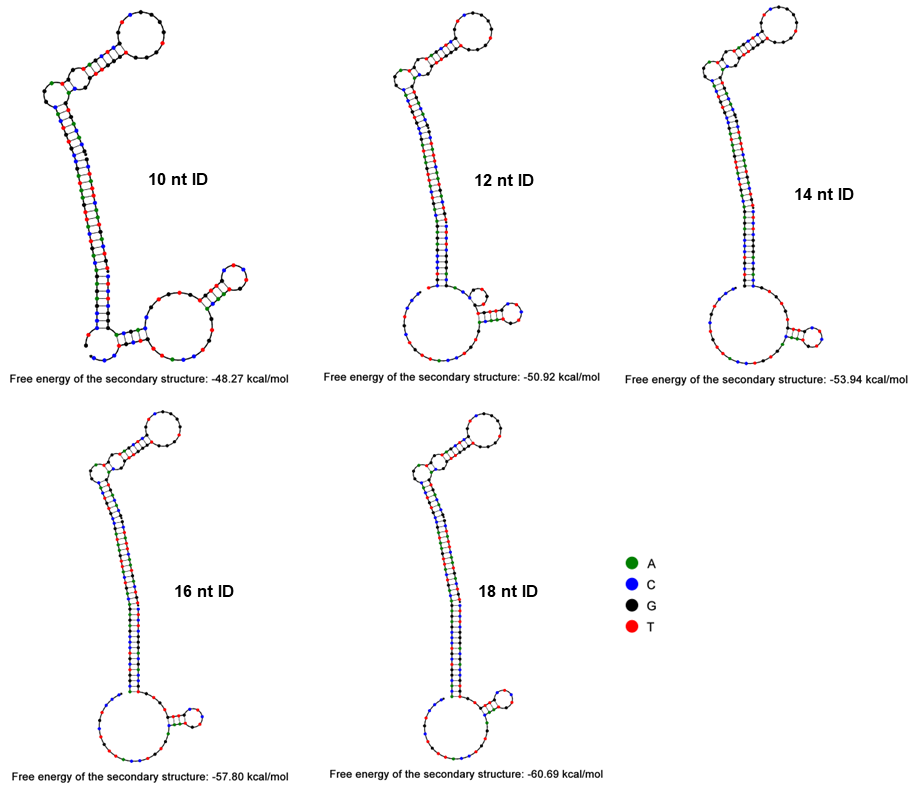 10 nt ID
12 nt ID
14 nt ID
Free energy of the secondary structure: -48.27 kcal/mol
Free energy of the secondary structure: -50.92 kcal/mol
Free energy of the secondary structure: -53.94 kcal/mol
16 nt ID
18 nt ID
A
C
G
T
Free energy of the secondary structure: -57.80 kcal/mol
Free energy of the secondary structure: -60.69 kcal/mol